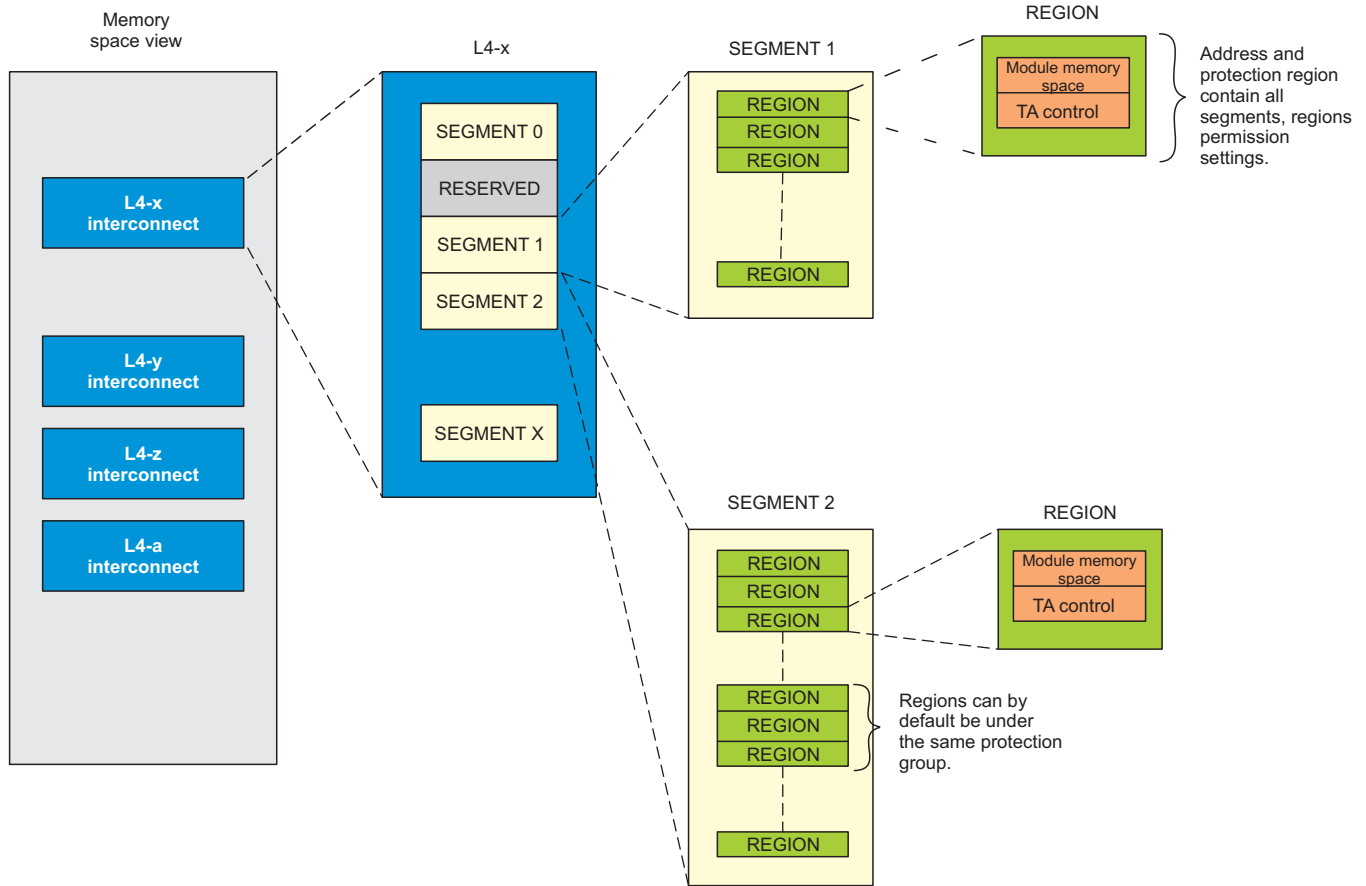 Memory
space view
L4-x
interconnect
L4-y
interconnect
L4-z
interconnect
L4-a
interconnect
L4-x
SEGMENT 0
RESERVED
SEGMENT 1
SEGMENT 2
SEGMENT X
SEGMENT 1
REGION
REGION
REGION
REGION
REGION
Module memory
space
TA control
Address and
protection region
contain all
segments, regions
permission
settings.
SEGMENT 2
REGION
REGION
REGION
REGION
REGION
REGION
REGION
REGION
Module memory
space
TA control
Regions can by
default be under
the same protection
group.